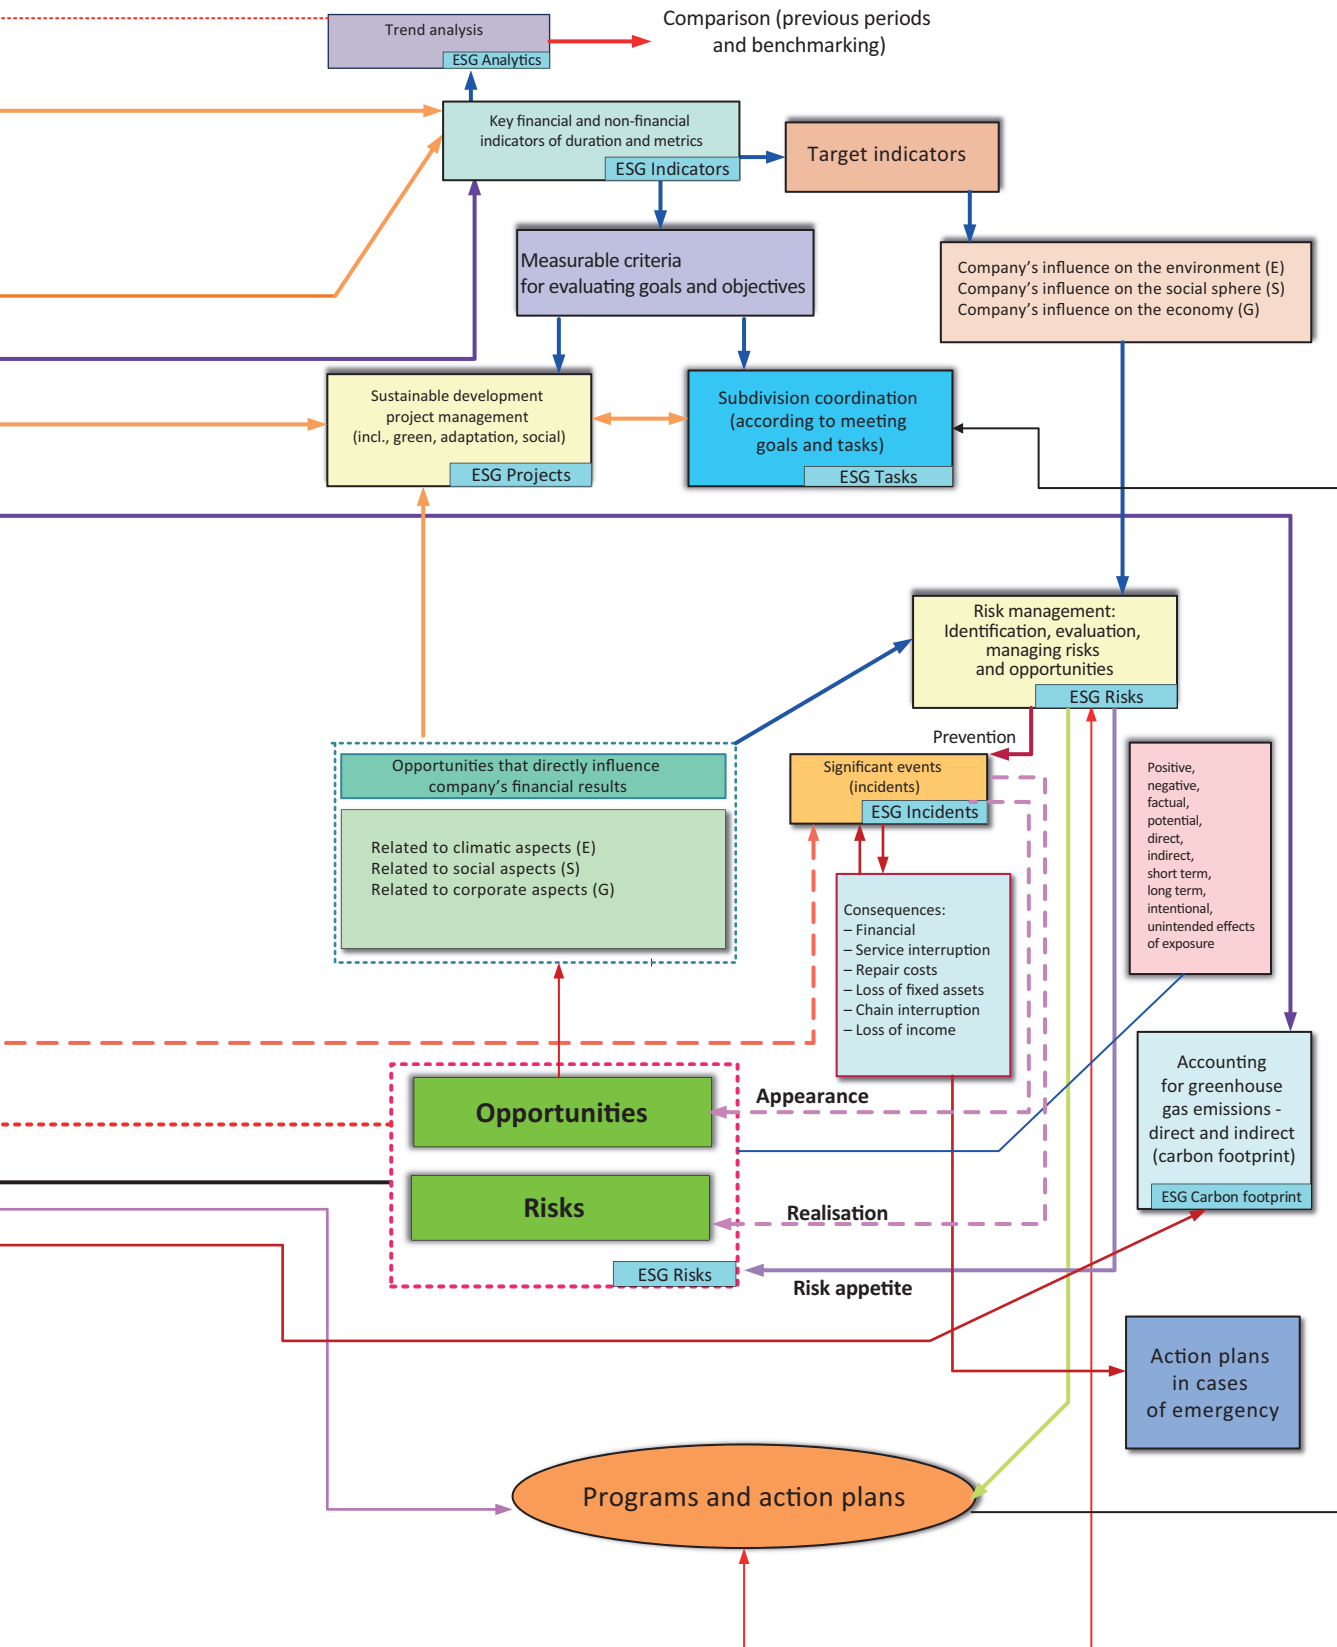 Trend analysis
ESG Analytics
Comparison (previous periods
and benchmarking)
Key financial and non-financial
indicators of duration and metrics
ESG Indicators
Target indicators
Measurable criteria
for evaluating goals and objectives
Company's influence on the environment (E)
Company's influence on the social sphere (S)
Company's influence on the economy (G)
Sustainable development
project management
(incl., green, adaptation, social)
ESG Projects
Subdivision coordination
(according to meeting
goals and tasks)
ESG Tasks
Risk management:
Identification, evaluation,
managing risks
and opportunities
ESG Risks
Prevention
Opportunities that directly influence
company's financial results
Related to climatic aspects (E)
Related to social aspects (S)
Related to corporate aspects (G)
Significant events
(incidents)
ESG Incidents
Positive,
negative,
factual,
potential,
direct,
indirect,
short term,
long term,
intentional,
unintended effects
of exposure
Consequences:
– Financial
– Service interruption
– Repair costs
– Loss of fixed assets
– Chain interruption
– Loss of income
Accounting
for greenhouse
gas emissions -
direct and indirect
(carbon footprint)
ESG Carbon footprint
Opportunities
Appearance
Risks
Realisation
ESG Risks
Risk appetite
Action plans
in cases
of emergency
Programs and action plans